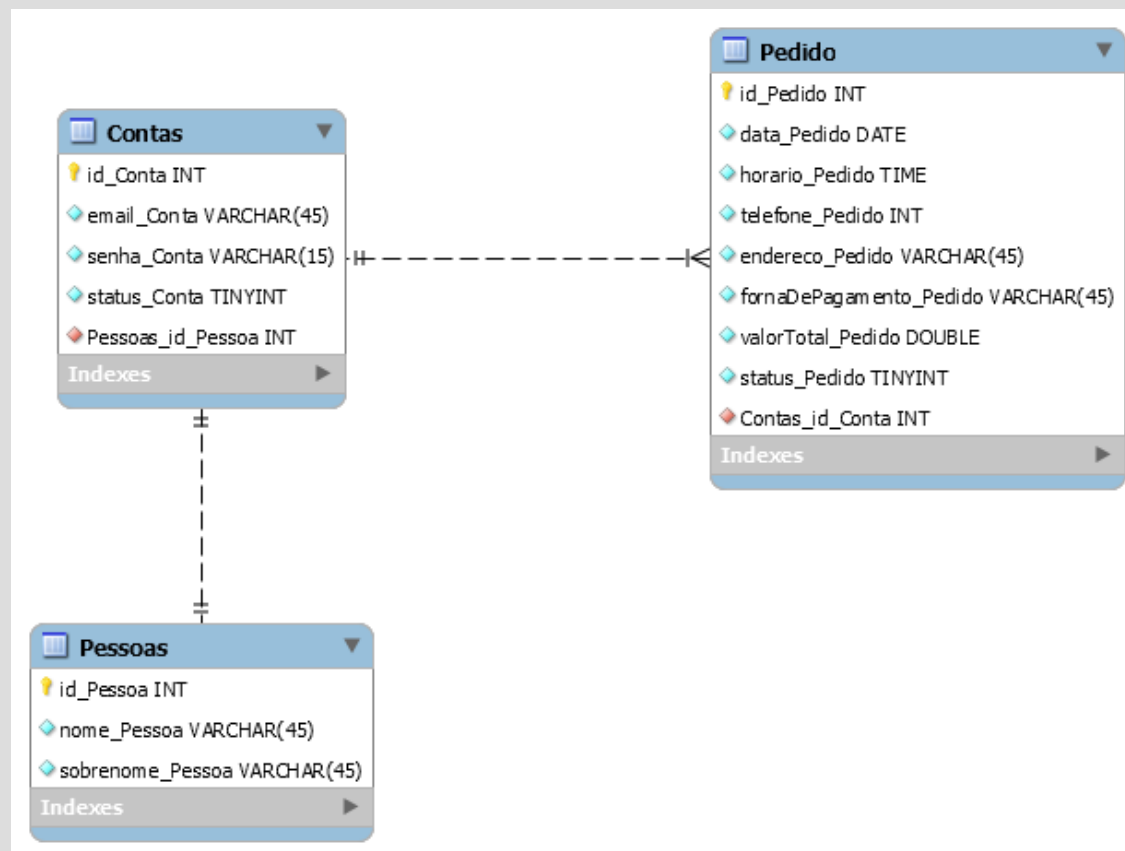 Contas
id_Conta INT
email_Conta VARCHAR(45)
senha_Conta VARCHAR(15)
status_Conta TINYINT
Pessoas_id_Pessoa INT
Indexes
Pedido
id_Pedido INT
data_Pedido DATE
horario_Pedido TIME
telefone_Pedido INT
endereco_Pedido VARCHAR(45)
fornaDePagamento_Pedido VARCHAR(45)
valorTotal_Pedido DOUBLE
status_Pedido TINYINT
Contas_id_Conta INT
Indexes
Pessoas
id_Pessoa INT
nome_Pessoa VARCHAR(45)
sobrenome_Pessoa VARCHAR(45)
Indexes